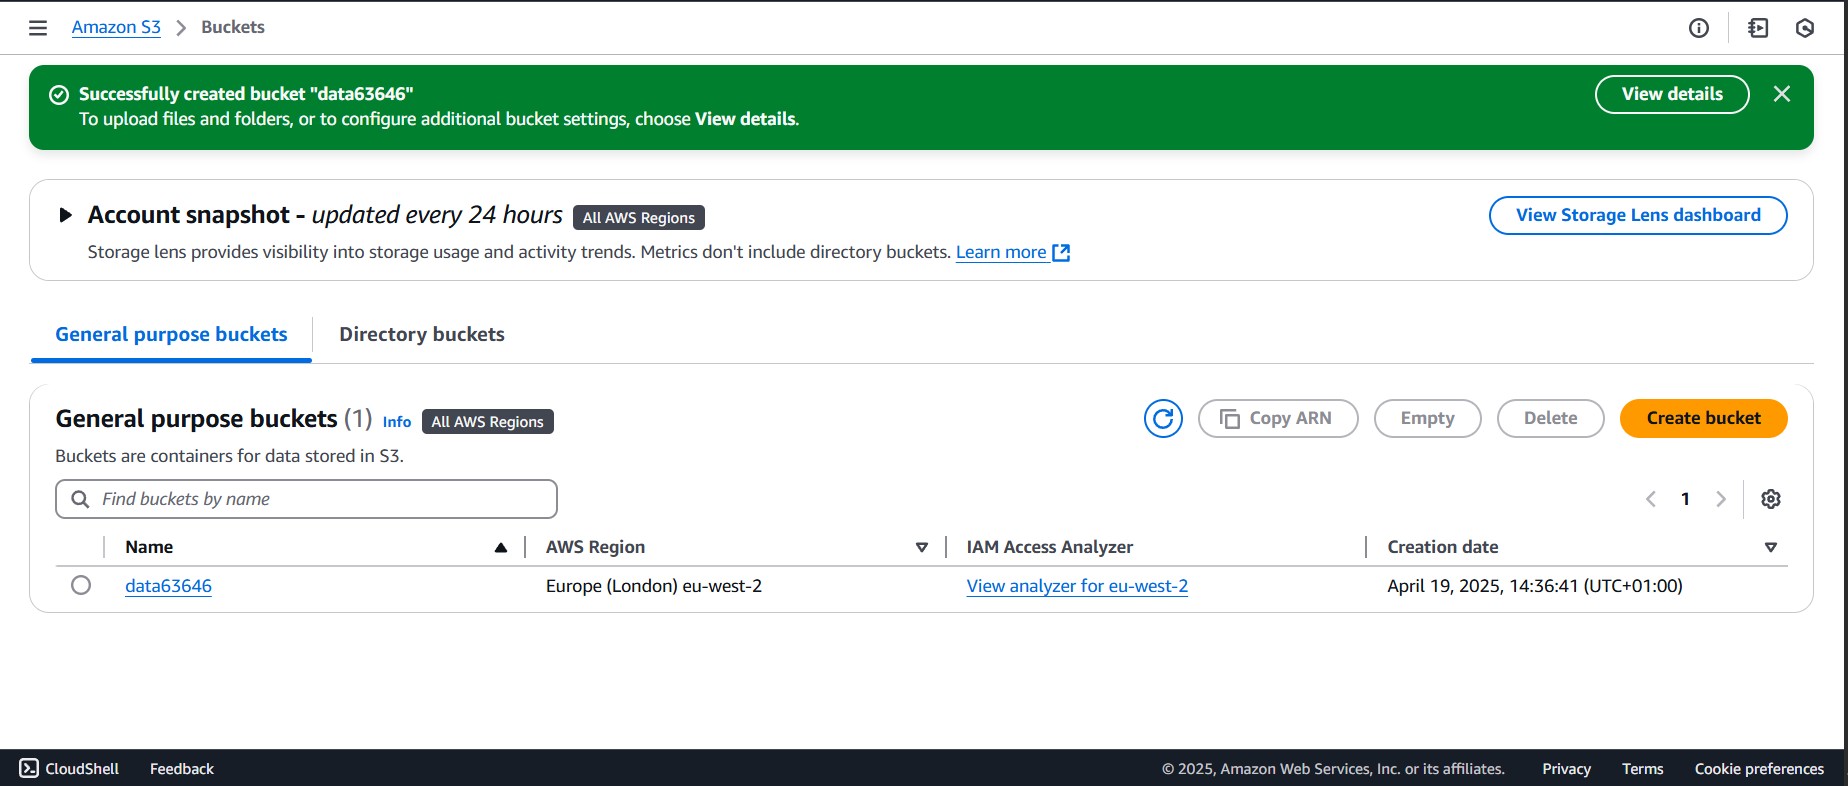 Amazon S3 > Buckets
Successfully created bucket "data63646"
To upload files and folders, or to configure additional bucket settings, choose View details.
View details
Account snapshot - updated every 24 hours All AWS Regions
View Storage Lens dashboard
Storage lens provides visibility into storage usage and activity trends. Metrics don't include directory buckets. Learn more
General purpose buckets Directory buckets
General purpose buckets (1) Info All AWS Regions
Copy ARN Empty Delete Create bucket
Buckets are containers for data stored in S3.
Find buckets by name
1
Name AWS Region IAM Access Analyzer Creation date
data63646 Europe (London) eu-west-2 View analyzer for eu-west-2 April 19, 2025, 14:36:41 (UTC+01:00)
CloudShell Feedback © 2025, Amazon Web Services, Inc. or its affiliates. Privacy Terms Cookie preferences